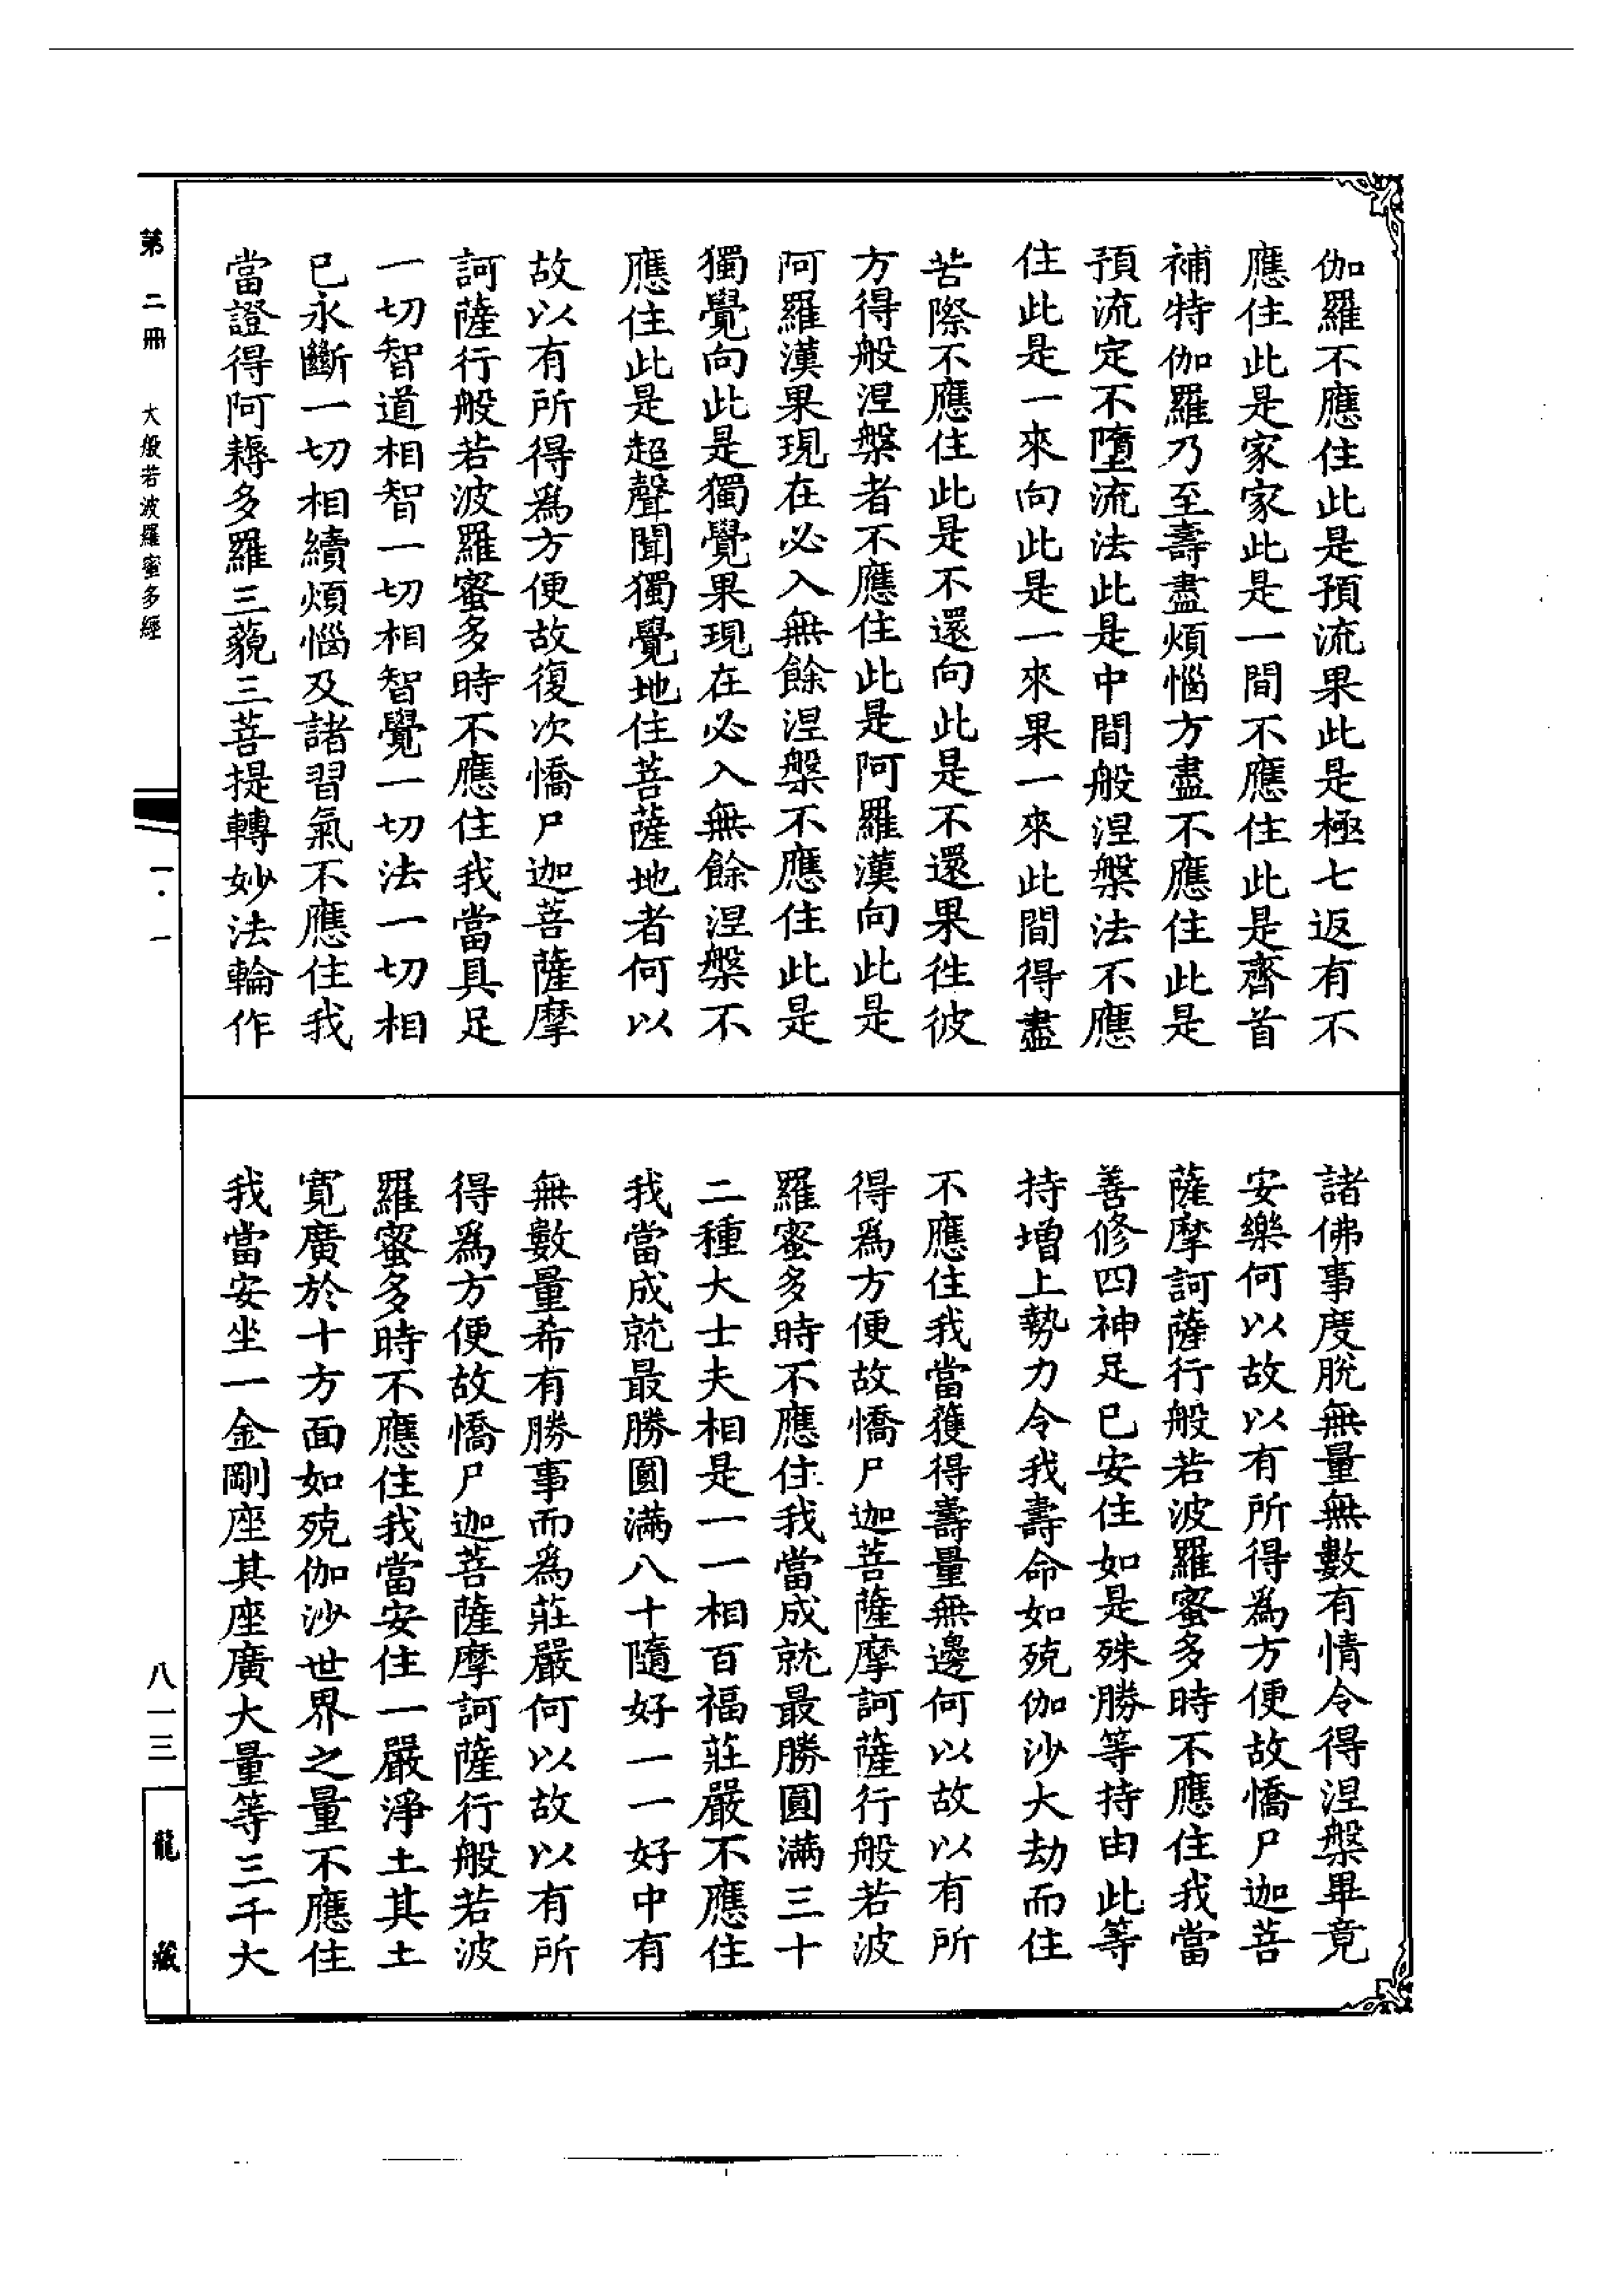 伽羅不應住此是預流果此是極七返有不
應住此是家家此是一間不應住此是齊首
補特伽羅乃至壽盡煩惱方盡不應住此是
預流定不墮流法此是中間般涅槃法不應
住此是一來向此是一來果一來此間得盡
苦際不應住此是不還向此是不還果徃彼
方得般涅槃者不應住此是阿羅漢向此是
阿羅漢果現在必入無餘涅槃不應住此是
獨覺向此是獨覺果現在必入無餘涅槃不
應住此是超聲聞獨覺地住菩薩地者何以
故以有所得爲方便故復次憍尸迦菩薩摩
訶薩行般若波羅蜜多時不應住我當具足
一切智道相智一切相智覺一切法一切相
已永斷一切相續煩惱及諸習氣不應住我
當證得阿耨多羅三藐三菩提轉妙法輪作
諸佛事度脫無量無數有情令得涅槃畢竟
安樂何以故以有所得爲方便故憍尸迦菩
薩摩訶薩行般若波羅蜜多時不應住我當
善修四神足已安住如是殊勝等持由此等
持增上勢力令我壽命如殑伽沙大劫而住
不應住我當獲得壽量無邊何以故以有所
得爲方便故憍尸迦菩薩摩訶薩行般若波
羅蜜多時不應住我當成就最勝圓滿三十
二種大士夫相是一一相百福莊嚴不應住
我當成就最勝圓滿八十隨好一一好中有
無數量希有勝事而爲莊嚴何以故以有所
得爲方便故憍尸迦菩薩摩訶薩行般若波
羅蜜多時不應住我當安住一嚴淨土其土
寬廣於十方面如殑伽沙世界之量不應住
我當安坐一金剛座其座廣大量等三千大
第二冊 大般若波羅蜜多經
一·一
八一三
龍藏